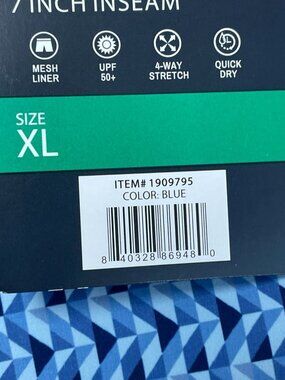 7 INCH INSEAM
MESH UPF 4-WAY QUICK
LINER 50+ STRETCH DRY
SIZE
XL
ITEM# 1909795
COLOR: BLUE
8 40328 86948 0